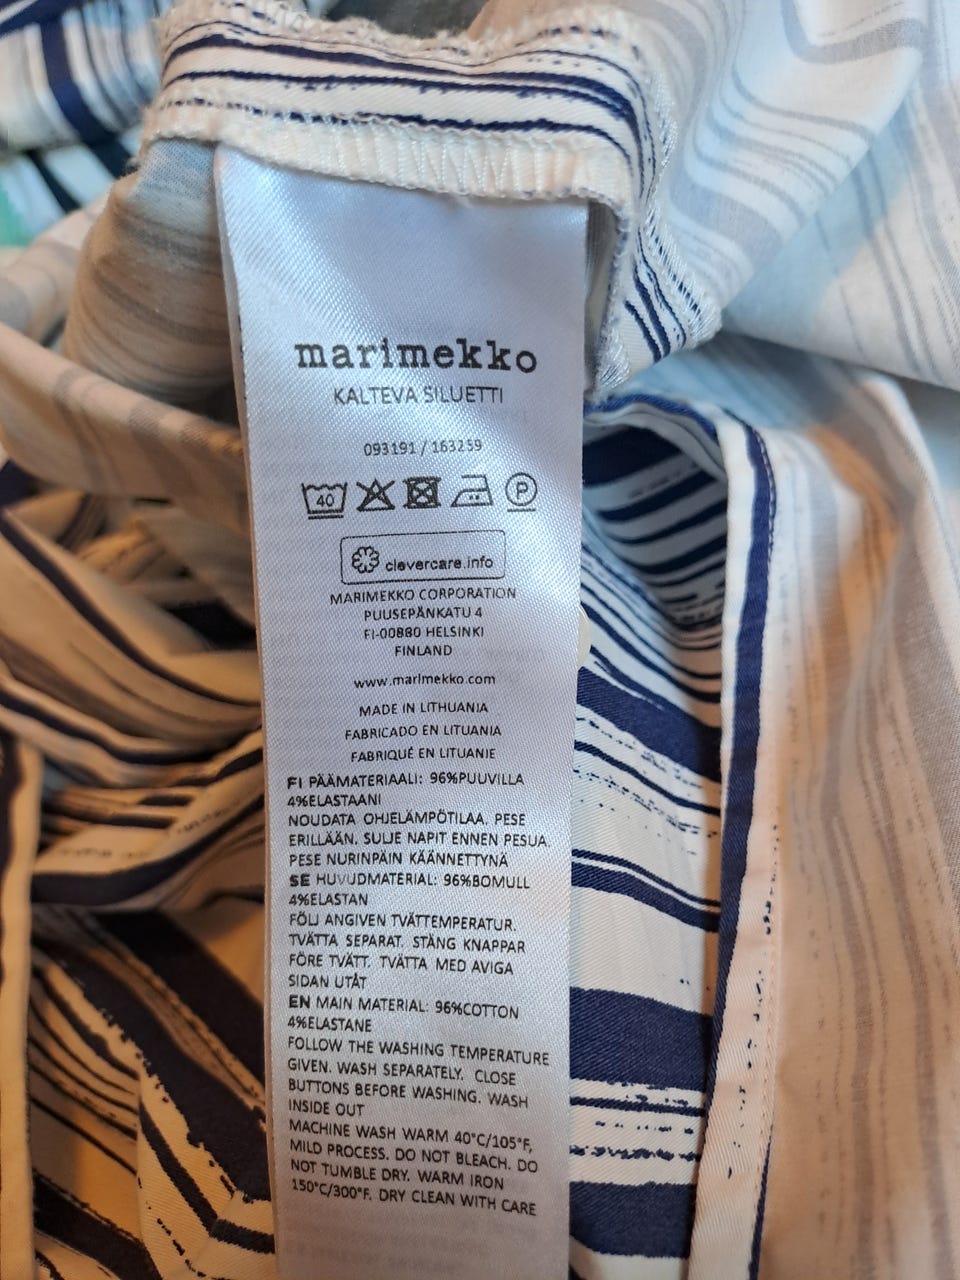 marimekko
KALTEVA SILUETTI
093191 / 163259
40 P
clevercare.info
MARIMEKKO CORPORATION
PUUSEPÄNKATU 4
FI-00880 HELSINKI
FINLAND
www.marimekko.com
MADE IN LITHUANIA
FABRICADO EN LITUANIA
FABRIQUÉ EN LITUANIE
FI PÄÄMATERIAALI: 96%PUUVILLA
4%ELASTAANI
NOUDATA OHJELÄMPÖTILAA. PESE
ERILLÄÄN. SULJE NAPIT ENNEN PESUA.
PESE NURINPÄIN KÄÄNNETTYNÄ
SE HUVUDMATERIAL: 96%BOMULL
4%ELASTAN
FÖLJ ANGIVEN TVÄTTEMPERATUR.
TVÄTTA SEPARAT. STÄNG KNAPPAR
FÖRE TVÄTT. TVÄTTA MED AVIGA
SIDAN UTÅT
EN MAIN MATERIAL: 96%COTTON
4%ELASTANE
FOLLOW THE WASHING TEMPERATURE
GIVEN. WASH SEPARATELY. CLOSE
BUTTONS BEFORE WASHING. WASH
INSIDE OUT
MACHINE WASH WARM 40°C/105°F,
MILD PROCESS. DO NOT BLEACH. DO
NOT TUMBLE DRY. WARM IRON
150°C/300°F. DRY CLEAN WITH CARE